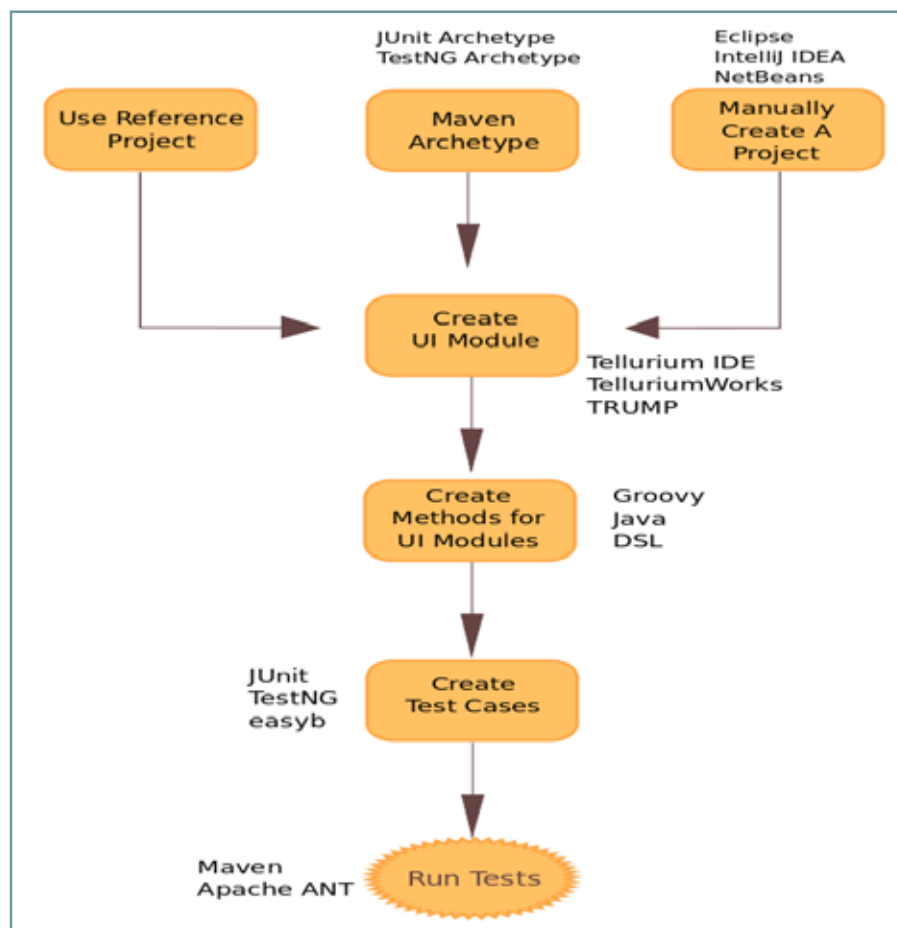 JUnit Archetype
TestNG Archetype
Eclipse
IntelliJ IDEA
NetBeans
Use Reference
Project
Maven
Archetype
Manually
Create A
Project
Create
UI Module
Tellurium IDE
TelluriumWorks
TRUMP
Create
Methods for
UI Modules
Groovy
Java
DSL
JUnit
TestNG
easyb
Create
Test Cases
Maven
Apache ANT
Run Tests